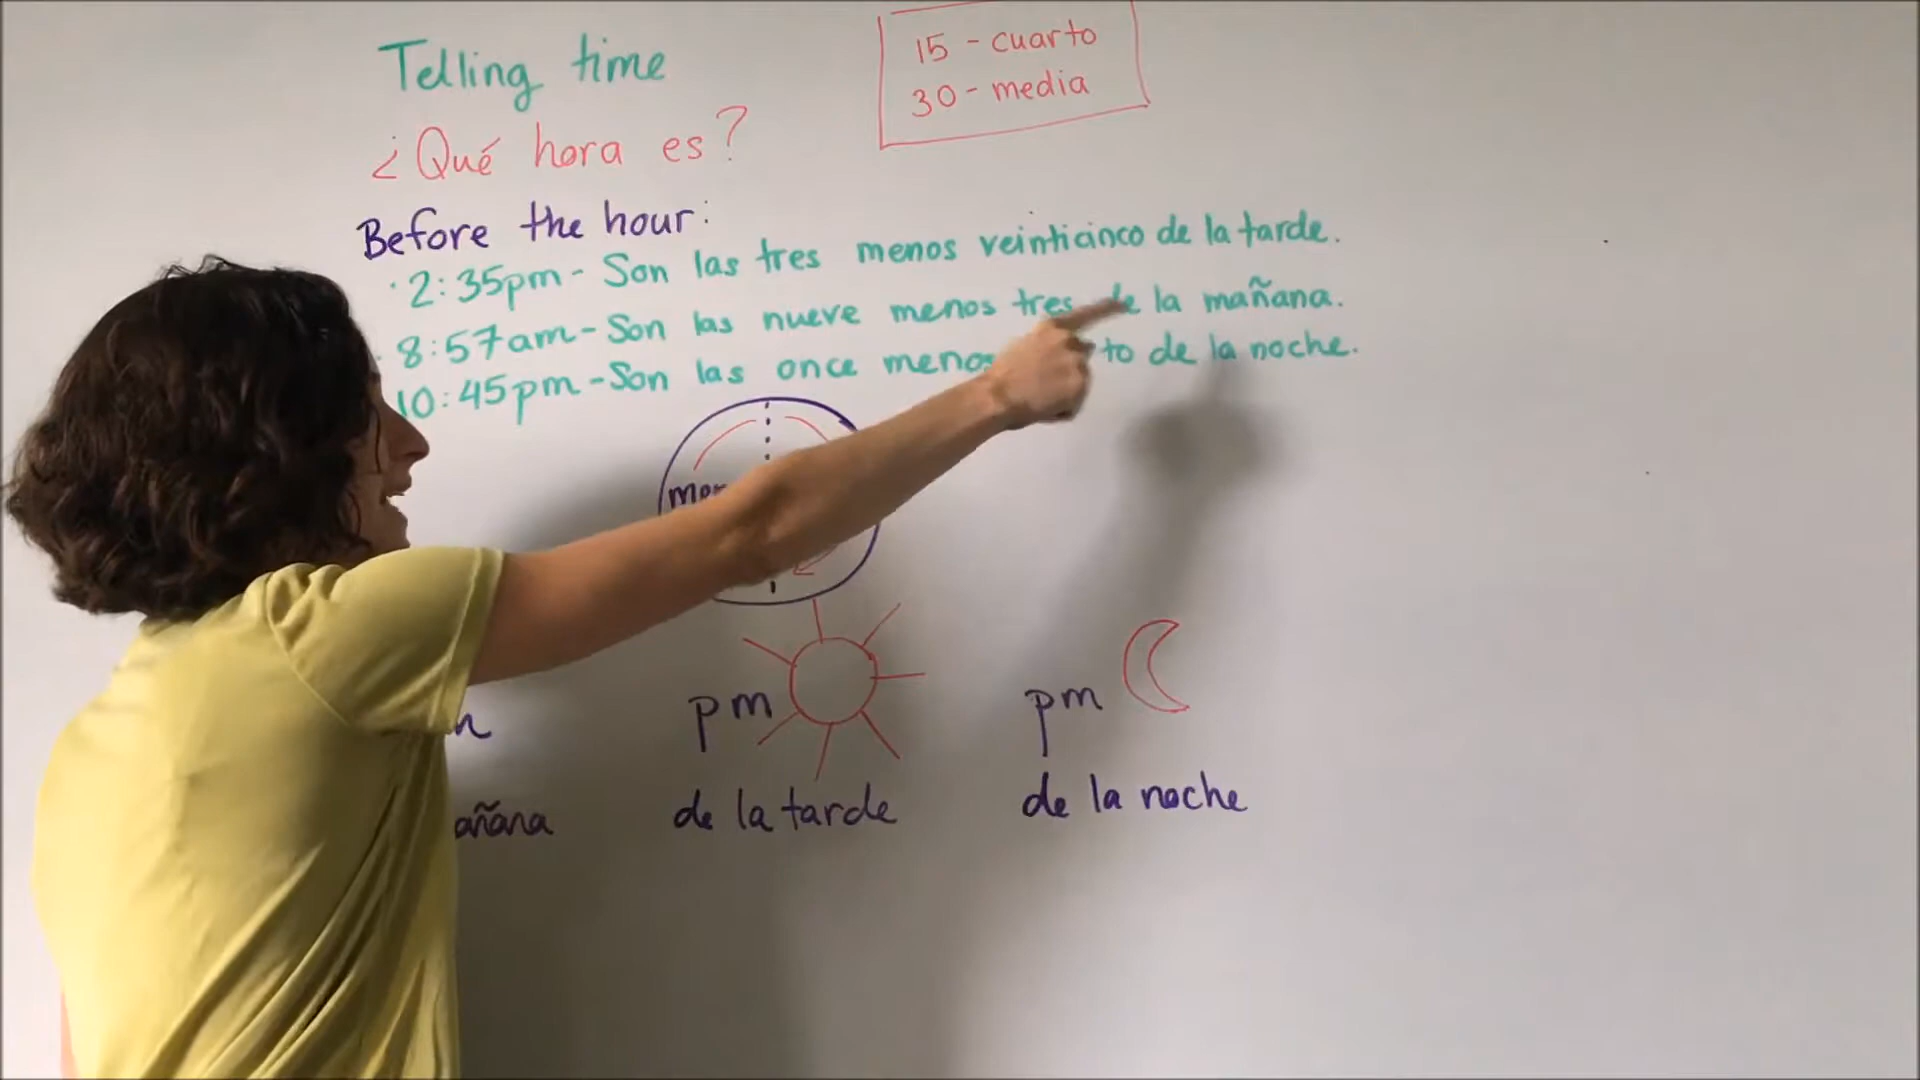 Telling time
15 - cuarto
30 - media
¿Qué hora es?
Before the hour:
· 2:35pm - Son las tres menos veinticinco de la tarde.
· 8:57am - Son las nueve menos tres de la mañana.
10:45pm - Son las once menos de la noche.
pm
pm
de la tarde
de la noche